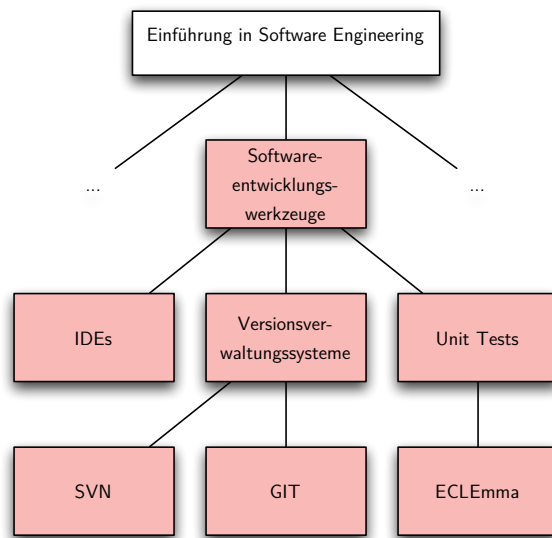 Einführung in Software Engineering
Software-
entwicklungs-
werkzeuge
...
...
IDEs
Versionsver-
waltungssysteme
Unit Tests
SVN
GIT
ECLEmma